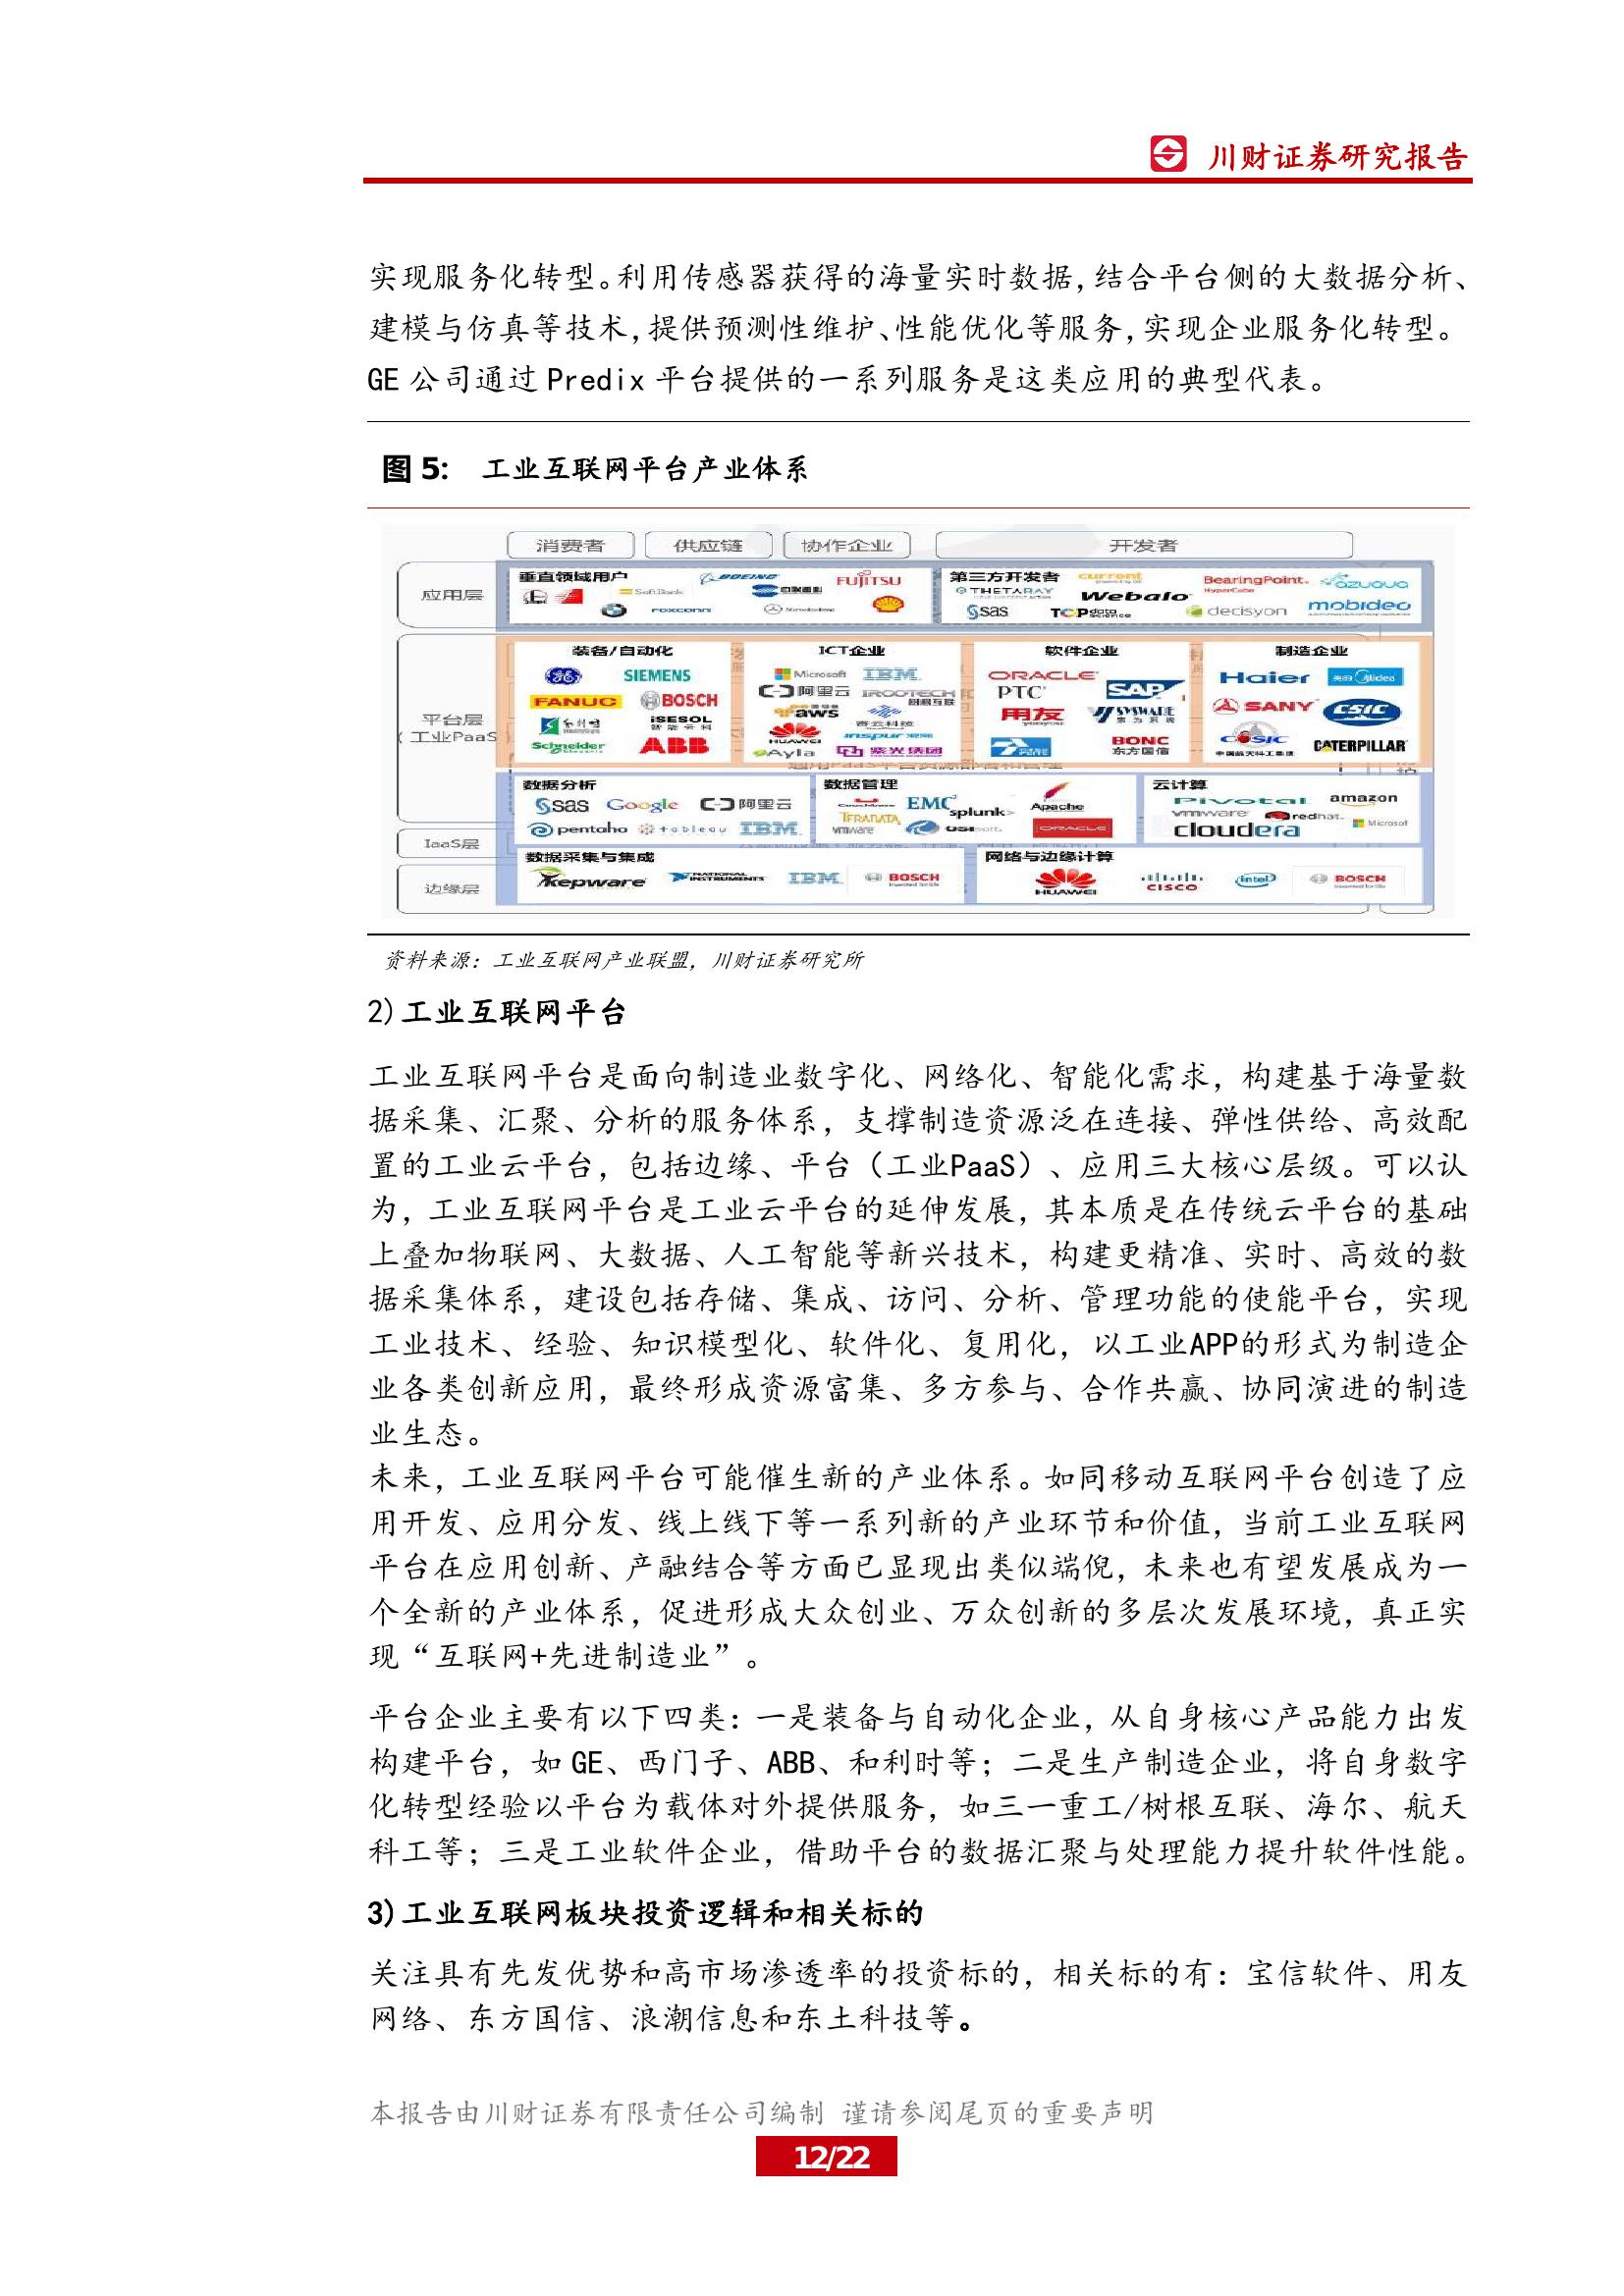 川财证券研究报告
实现服务化转型。利用传感器获得的海量实时数据,结合平台侧的大数据分析、
建模与仿真等技术,提供预测性维护、性能优化等服务,实现企业服务化转型。
GE 公司通过 Predix 平台提供的一系列服务是这类应用的典型代表。
图 5: 工业互联网平台产业体系
消费者 供应链 协作企业 开发者
应用层
垂直领域用户 BOEING FUJITSU
SoftBank
FOXCONN
第三方开发者 current BearingPoint. azuqua
THETARAY Webalo HyperCube
sas TCP data science decisyon mobideo
平台层
(工业PaaS
装备/自动化 ICT企业 软件企业 制造企业
SIEMENS Microsoft IBM ORACLE Haier Midea
FANUC BOSCH 阿里云 IROOTECH PTC SAP SANY CSIC
iSESOL aws 用友 CASIC
Schneider ABB HUAWEI inspur BONC CATERPILLAR
Ayla 紫光集团 东方国信
数据分析 数据管理 云计算
sas Google 阿里云 EMC splunk> Apache Pivotal amazon
TERADATA vmware redhat. Microsof
pentaho tableau IBM vmware ORACLE cloudera
IaaS层
数据采集与集成 网络与边缘计算
边缘层
Kepware NATIONAL INSTRUMENTS IBM BOSCH HUAWEI CISCO intel BOSCH
资料来源：工业互联网产业联盟，川财证券研究所
2)工业互联网平台
工业互联网平台是面向制造业数字化、网络化、智能化需求，构建基于海量数
据采集、汇聚、分析的服务体系，支撑制造资源泛在连接、弹性供给、高效配
置的工业云平台，包括边缘、平台（工业PaaS）、应用三大核心层级。可以认
为，工业互联网平台是工业云平台的延伸发展，其本质是在传统云平台的基础
上叠加物联网、大数据、人工智能等新兴技术，构建更精准、实时、高效的数
据采集体系，建设包括存储、集成、访问、分析、管理功能的使能平台，实现
工业技术、经验、知识模型化、软件化、复用化，以工业APP的形式为制造企
业各类创新应用，最终形成资源富集、多方参与、合作共赢、协同演进的制造
业生态。
未来，工业互联网平台可能催生新的产业体系。如同移动互联网平台创造了应
用开发、应用分发、线上线下等一系列新的产业环节和价值，当前工业互联网
平台在应用创新、产融结合等方面已显现出类似端倪，未来也有望发展成为一
个全新的产业体系，促进形成大众创业、万众创新的多层次发展环境，真正实
现“互联网+先进制造业”。
平台企业主要有以下四类：一是装备与自动化企业，从自身核心产品能力出发
构建平台，如 GE、西门子、ABB、和利时等；二是生产制造企业，将自身数字
化转型经验以平台为载体对外提供服务，如三一重工/树根互联、海尔、航天
科工等；三是工业软件企业，借助平台的数据汇聚与处理能力提升软件性能。
3)工业互联网板块投资逻辑和相关标的
关注具有先发优势和高市场渗透率的投资标的，相关标的有：宝信软件、用友
网络、东方国信、浪潮信息和东土科技等。
本报告由川财证券有限责任公司编制 谨请参阅尾页的重要声明
12/22